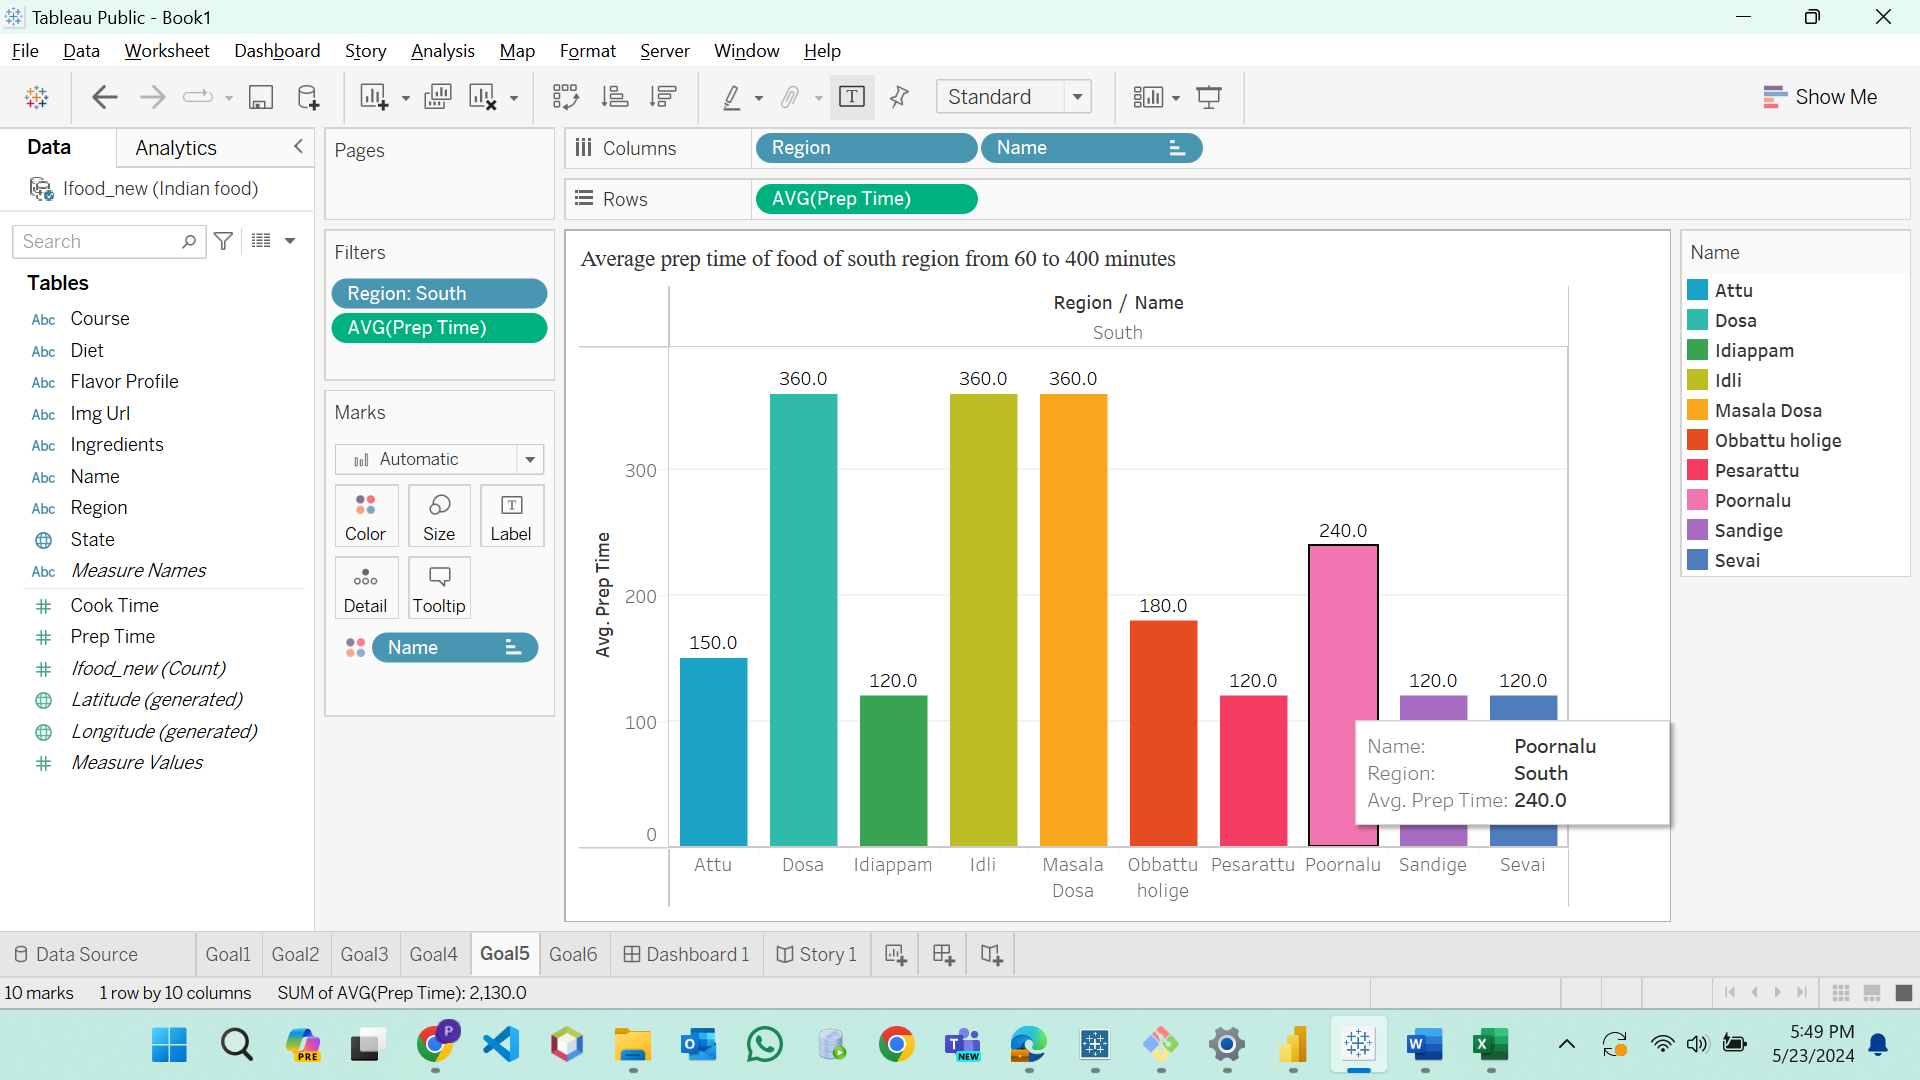 Tableau Public - Book1
File Data Worksheet Dashboard Story Analysis Map Format Server Window Help
Standard
Show Me
Data Analytics
Ifood_new (Indian food)
Search
Tables
Abc Course
Abc Diet
Abc Flavor Profile
Abc Img Url
Abc Ingredients
Abc Name
Abc Region
State
Abc Measure Names
Cook Time
Prep Time
Ifood_new (Count)
Latitude (generated)
Longitude (generated)
Measure Values
Pages
Filters
Region: South
AVG(Prep Time)
Marks
Automatic
Color Size Label
Detail Tooltip
Name
Columns Region Name
Rows AVG(Prep Time)
Average prep time of food of south region from 60 to 400 minutes
Region / Name
South
360.0 360.0 360.0
300
240.0
200
180.0
150.0
120.0 120.0 120.0 120.0
100
0
Avg. Prep Time
Name: Poornalu
Region: South
Avg. Prep Time: 240.0
Attu Dosa Idiappam Idli Masala Dosa Obbattu holige Pesarattu Poornalu Sandige Sevai
Name
Attu
Dosa
Idiappam
Idli
Masala Dosa
Obbattu holige
Pesarattu
Poornalu
Sandige
Sevai
Data Source Goal1 Goal2 Goal3 Goal4 Goal5 Goal6 Dashboard 1 Story 1
10 marks 1 row by 10 columns SUM of AVG(Prep Time): 2,130.0
PRE
P
NEW
5:49 PM
5/23/2024